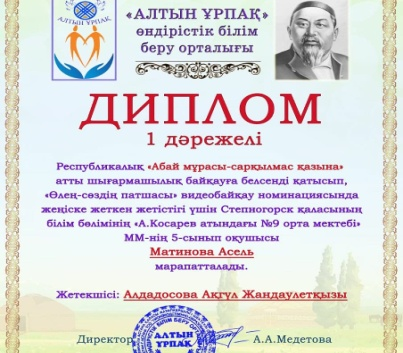 АЛТЫН ҰРПАҚ
«АЛТЫН ҰРПАҚ»
өндірістік білім
беру орталығы
ДИПЛОМ
1 дәрежелі
Республикалық «Абай мұрасы-сарқылмас қазына»
атты шығармашылық байқауға белсенді қатысып,
«Өлең-сөздің патшасы» видеобайқау номинациясында
жеңіске жеткен жетістігі үшін Степногорск қаласының
білім бөлімінің «А.Косарев атындағы №9 орта мектебі»
ММ-нің 5-сынып оқушысы
Матинова Асель
марапатталады.
Жетекшісі: Алдадосова Ақгүл Жандаулетқызы
Директор
А.А.Медетова
АЛТЫН
ҰРПАҚ